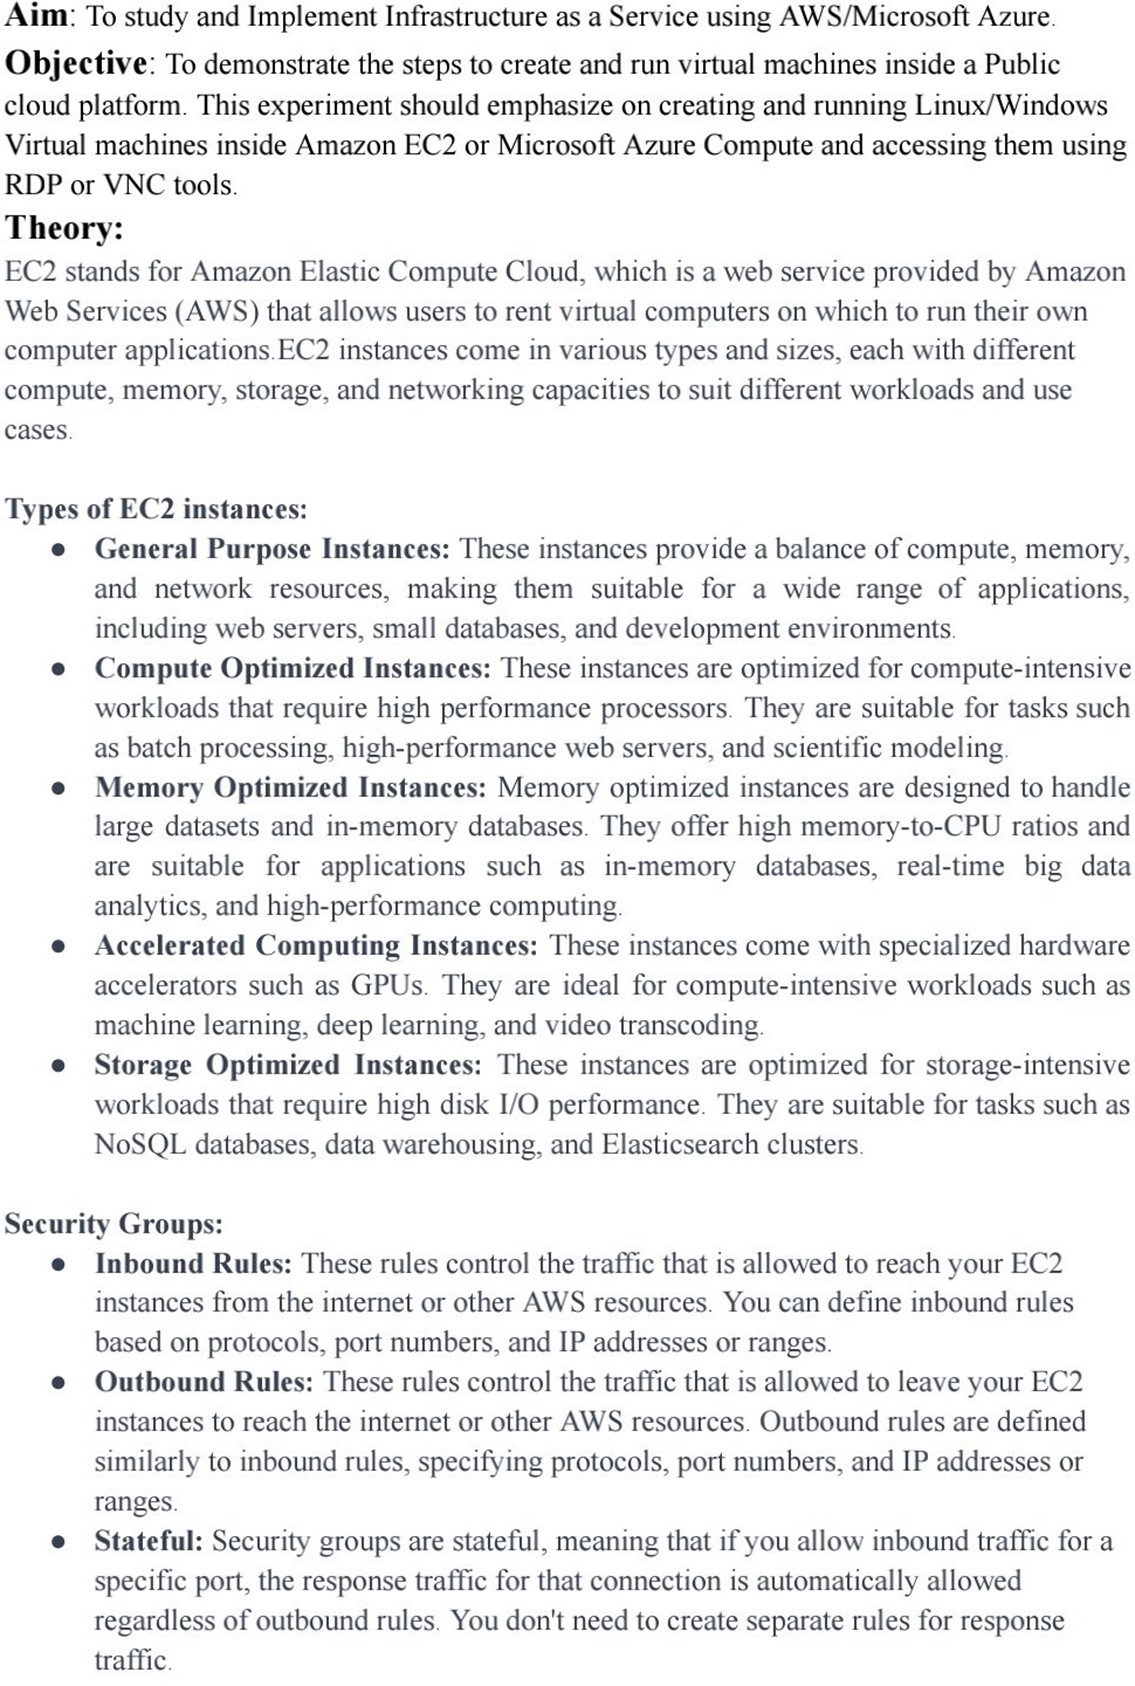 Aim: To study and Implement Infrastructure as a Service using AWS/Microsoft Azure.
Objective: To demonstrate the steps to create and run virtual machines inside a Public
cloud platform. This experiment should emphasize on creating and running Linux/Windows
Virtual machines inside Amazon EC2 or Microsoft Azure Compute and accessing them using
RDP or VNC tools.
Theory:
EC2 stands for Amazon Elastic Compute Cloud, which is a web service provided by Amazon
Web Services (AWS) that allows users to rent virtual computers on which to run their own
computer applications.EC2 instances come in various types and sizes, each with different
compute, memory, storage, and networking capacities to suit different workloads and use
cases.
Types of EC2 instances:
● General Purpose Instances: These instances provide a balance of compute, memory,
and network resources, making them suitable for a wide range of applications,
including web servers, small databases, and development environments.
● Compute Optimized Instances: These instances are optimized for compute-intensive
workloads that require high performance processors. They are suitable for tasks such
as batch processing, high-performance web servers, and scientific modeling.
● Memory Optimized Instances: Memory optimized instances are designed to handle
large datasets and in-memory databases. They offer high memory-to-CPU ratios and
are suitable for applications such as in-memory databases, real-time big data
analytics, and high-performance computing.
● Accelerated Computing Instances: These instances come with specialized hardware
accelerators such as GPUs. They are ideal for compute-intensive workloads such as
machine learning, deep learning, and video transcoding.
● Storage Optimized Instances: These instances are optimized for storage-intensive
workloads that require high disk I/O performance. They are suitable for tasks such as
NoSQL databases, data warehousing, and Elasticsearch clusters.
Security Groups:
● Inbound Rules: These rules control the traffic that is allowed to reach your EC2
instances from the internet or other AWS resources. You can define inbound rules
based on protocols, port numbers, and IP addresses or ranges.
● Outbound Rules: These rules control the traffic that is allowed to leave your EC2
instances to reach the internet or other AWS resources. Outbound rules are defined
similarly to inbound rules, specifying protocols, port numbers, and IP addresses or
ranges.
● Stateful: Security groups are stateful, meaning that if you allow inbound traffic for a
specific port, the response traffic for that connection is automatically allowed
regardless of outbound rules. You don't need to create separate rules for response
traffic.